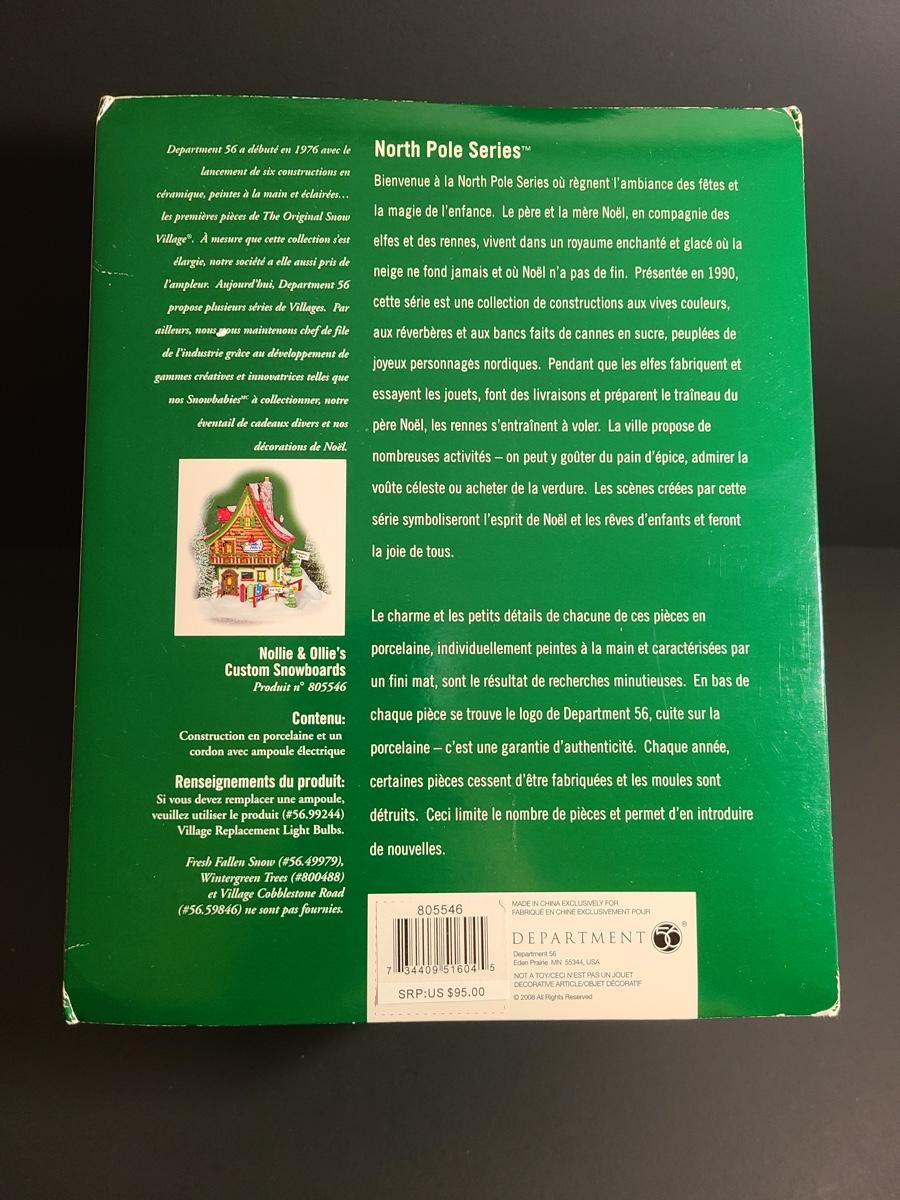 Department 56 a débuté en 1976 avec le
lancement de six constructions en
céramique, peintes à la main et éclairées…
les premières pièces de The Original Snow
Village®. À mesure que cette collection s'est
élargie, notre société a elle aussi pris de
l'ampleur. Aujourd'hui, Department 56
propose plusieurs séries de Villages. Par
ailleurs, nous nous maintenons chef de file
de l'industrie grâce au développement de
gammes créatives et innovatrices telles que
nos Snowbabies MC à collectionner, notre
éventail de cadeaux divers et nos
décorations de Noël.
Nollie & Ollie's
Custom Snowboards
Produit n° 805546
Contenu:
Construction en porcelaine et un
cordon avec ampoule électrique
Renseignements du produit:
Si vous devez remplacer une ampoule,
veuillez utiliser le produit (#56.99244)
Village Replacement Light Bulbs.
Fresh Fallen Snow (#56.49979),
Wintergreen Trees (#800488)
et Village Cobblestone Road
(#56.59846) ne sont pas fournies.
North Pole Series™
Bienvenue à la North Pole Series où règnent l'ambiance des fêtes et
la magie de l'enfance. Le père et la mère Noël, en compagnie des
elfes et des rennes, vivent dans un royaume enchanté et glacé où la
neige ne fond jamais et où Noël n'a pas de fin. Présentée en 1990,
cette série est une collection de constructions aux vives couleurs,
aux réverbères et aux bancs faits de cannes en sucre, peuplées de
joyeux personnages nordiques. Pendant que les elfes fabriquent et
essayent les jouets, font des livraisons et préparent le traîneau du
père Noël, les rennes s'entraînent à voler. La ville propose de
nombreuses activités – on peut y goûter du pain d'épice, admirer la
voûte céleste ou acheter de la verdure. Les scènes créées par cette
série symboliseront l'esprit de Noël et les rêves d'enfants et feront
la joie de tous.
Le charme et les petits détails de chacune de ces pièces en
porcelaine, individuellement peintes à la main et caractérisées par
un fini mat, sont le résultat de recherches minutieuses. En bas de
chaque pièce se trouve le logo de Department 56, cuite sur la
porcelaine – c'est une garantie d'authenticité. Chaque année,
certaines pièces cessent d'être fabriquées et les moules sont
détruits. Ceci limite le nombre de pièces et permet d'en introduire
de nouvelles.
805546
7 34409 51604 5
SRP:US $95.00
MADE IN CHINA EXCLUSIVELY FOR
FABRIQUÉ EN CHINE EXCLUSIVEMENT POUR
DEPARTMENT 56®
Department 56
Eden Prairie MN 55344, USA
NOT A TOY/CECI N'EST PAS UN JOUET
DECORATIVE ARTICLE/OBJET DÉCORATIF
© 2008 All Rights Reserved